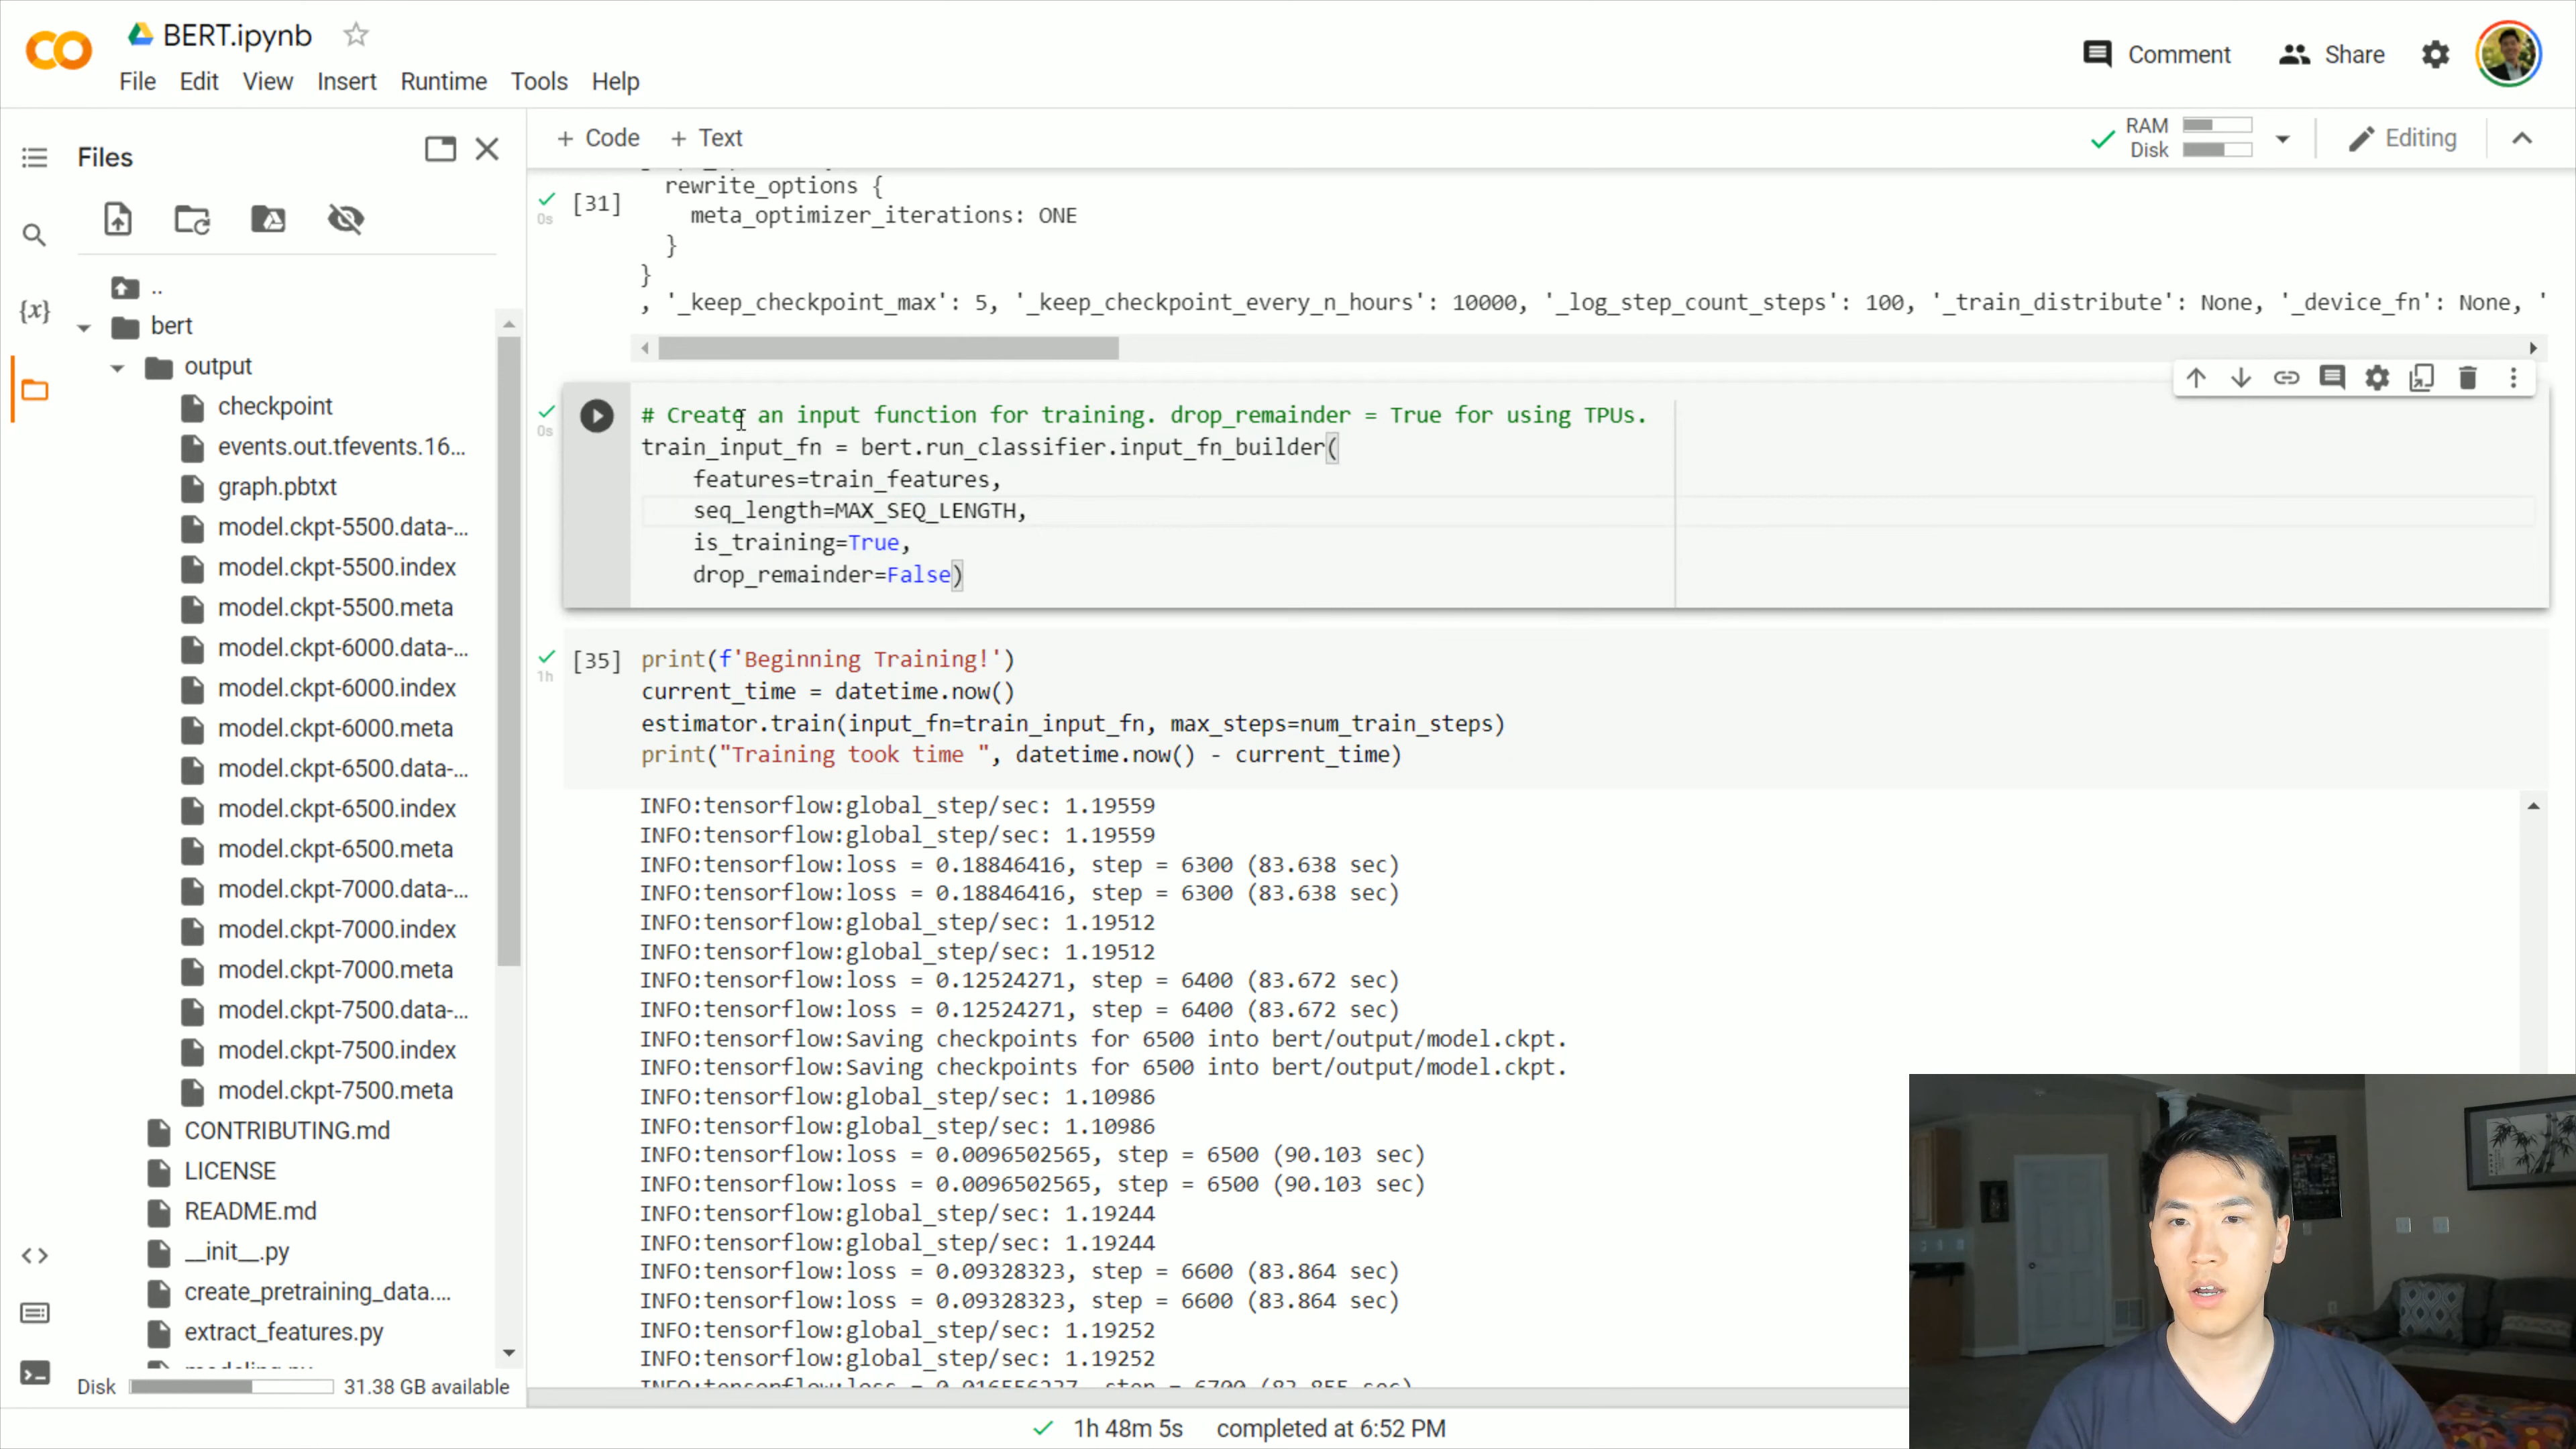 BERT.ipynb
File Edit View Insert Runtime Tools Help
Comment
Share
Files
+ Code + Text
RAM
Disk
Editing
..
bert
output
checkpoint
events.out.tfevents.16...
graph.pbtxt
model.ckpt-5500.data-...
model.ckpt-5500.index
model.ckpt-5500.meta
model.ckpt-6000.data-...
model.ckpt-6000.index
model.ckpt-6000.meta
model.ckpt-6500.data-...
model.ckpt-6500.index
model.ckpt-6500.meta
model.ckpt-7000.data-...
model.ckpt-7000.index
model.ckpt-7000.meta
model.ckpt-7500.data-...
model.ckpt-7500.index
model.ckpt-7500.meta
CONTRIBUTING.md
LICENSE
README.md
__init__.py
create_pretraining_data....
extract_features.py
Disk 31.38 GB available
{x}
0s
[31]
rewrite_options {
meta_optimizer_iterations: ONE
}
}
, '_keep_checkpoint_max': 5, '_keep_checkpoint_every_n_hours': 10000, '_log_step_count_steps': 100, '_train_distribute': None, '_device_fn': None, '
0s
# Create an input function for training. drop_remainder = True for using TPUs.
train_input_fn = bert.run_classifier.input_fn_builder(
features=train_features,
seq_length=MAX_SEQ_LENGTH,
is_training=True,
drop_remainder=False)
1h
[35]
print(f'Beginning Training!')
current_time = datetime.now()
estimator.train(input_fn=train_input_fn, max_steps=num_train_steps)
print("Training took time ", datetime.now() - current_time)
INFO:tensorflow:global_step/sec: 1.19559
INFO:tensorflow:global_step/sec: 1.19559
INFO:tensorflow:loss = 0.18846416, step = 6300 (83.638 sec)
INFO:tensorflow:loss = 0.18846416, step = 6300 (83.638 sec)
INFO:tensorflow:global_step/sec: 1.19512
INFO:tensorflow:global_step/sec: 1.19512
INFO:tensorflow:loss = 0.12524271, step = 6400 (83.672 sec)
INFO:tensorflow:loss = 0.12524271, step = 6400 (83.672 sec)
INFO:tensorflow:Saving checkpoints for 6500 into bert/output/model.ckpt.
INFO:tensorflow:Saving checkpoints for 6500 into bert/output/model.ckpt.
INFO:tensorflow:global_step/sec: 1.10986
INFO:tensorflow:global_step/sec: 1.10986
INFO:tensorflow:loss = 0.0096502565, step = 6500 (90.103 sec)
INFO:tensorflow:loss = 0.0096502565, step = 6500 (90.103 sec)
INFO:tensorflow:global_step/sec: 1.19244
INFO:tensorflow:global_step/sec: 1.19244
INFO:tensorflow:loss = 0.09328323, step = 6600 (83.864 sec)
INFO:tensorflow:loss = 0.09328323, step = 6600 (83.864 sec)
INFO:tensorflow:global_step/sec: 1.19252
INFO:tensorflow:global_step/sec: 1.19252
1h 48m 5s completed at 6:52 PM